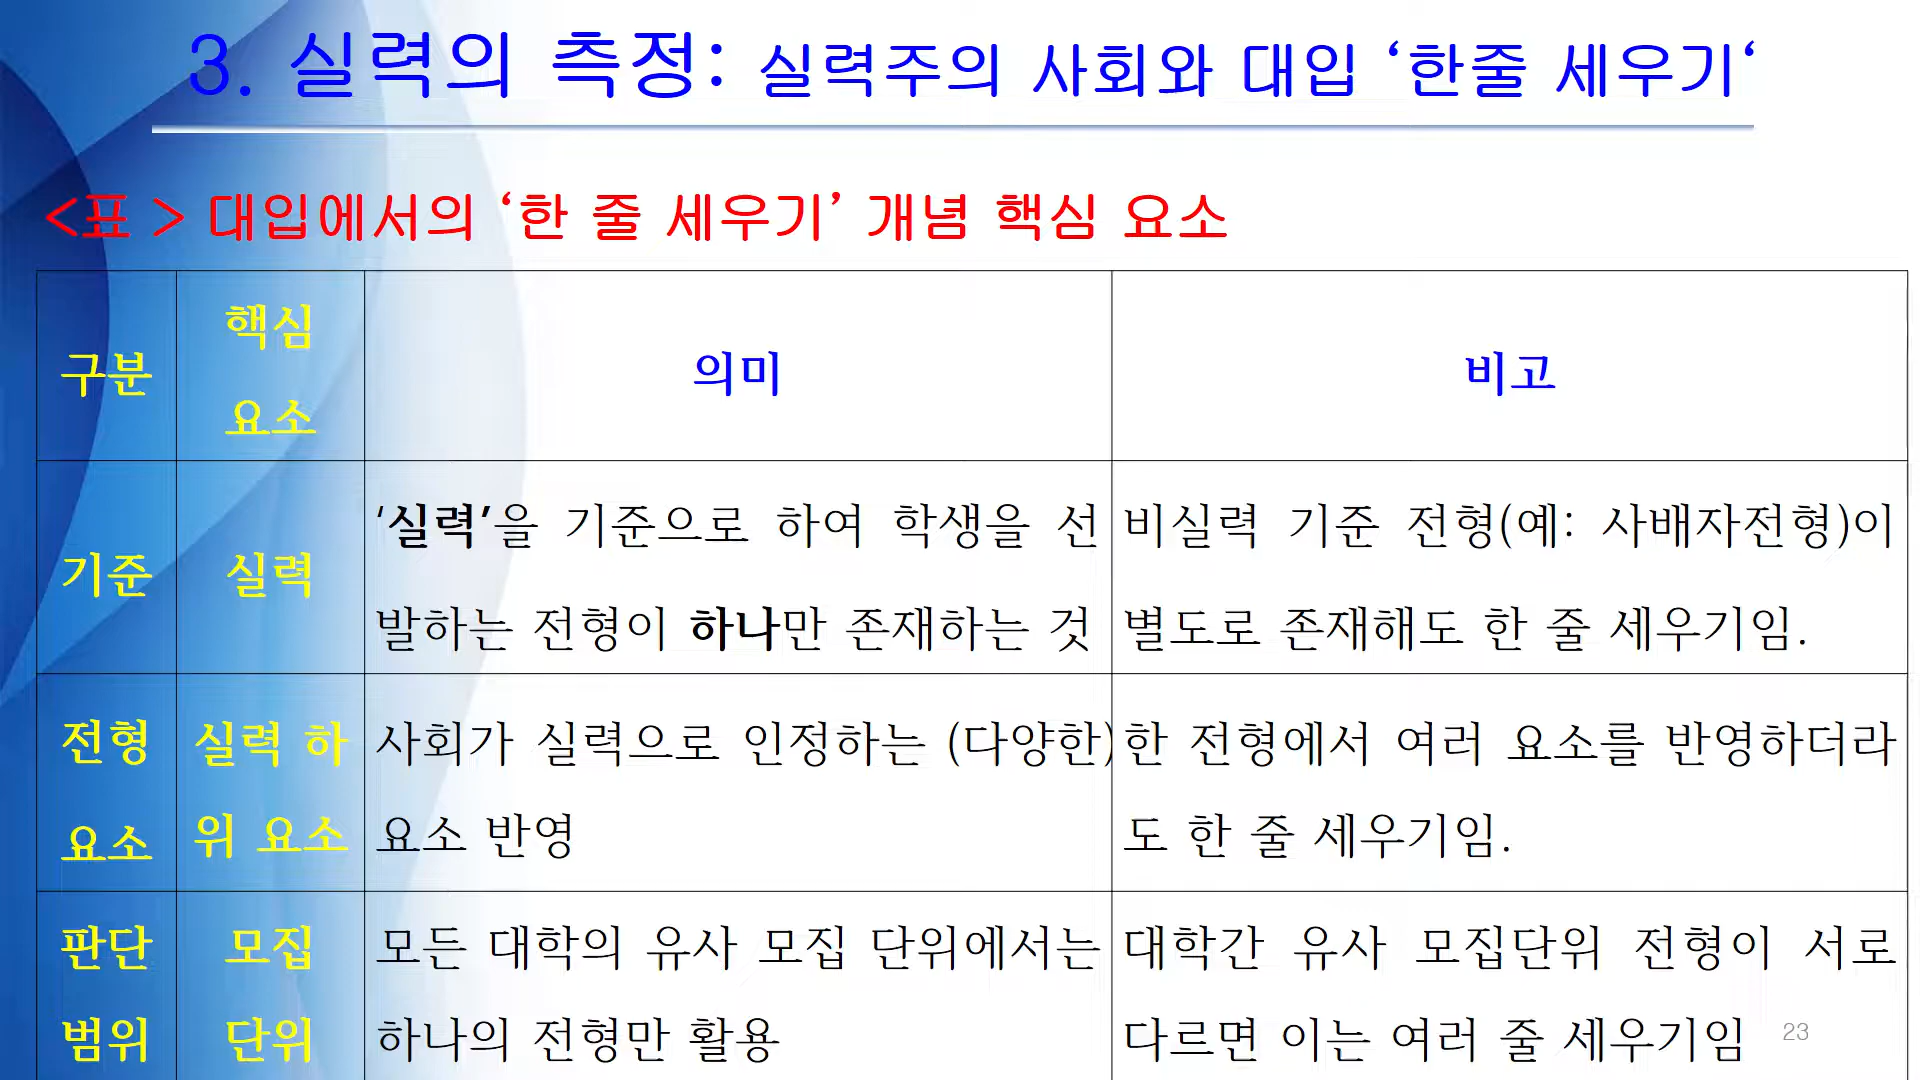 3. 실력의 측정: 실력주의 사회와 대입 ‘한줄 세우기‘
<표 > 대입에서의 ‘한 줄 세우기’ 개념 핵심 요소
구분
핵심
요소
의미
비고
기준
실력
‘실력’을 기준으로 하여 학생을 선
발하는 전형이 하나만 존재하는 것
비실력 기준 전형(예: 사배자전형)이
별도로 존재해도 한 줄 세우기임.
전형
요소
실력 하
위 요소
사회가 실력으로 인정하는 (다양한)
요소 반영
한 전형에서 여러 요소를 반영하더라
도 한 줄 세우기임.
판단
범위
모집
단위
모든 대학의 유사 모집 단위에서는
하나의 전형만 활용
대학간 유사 모집단위 전형이 서로
다르면 이는 여러 줄 세우기임
23